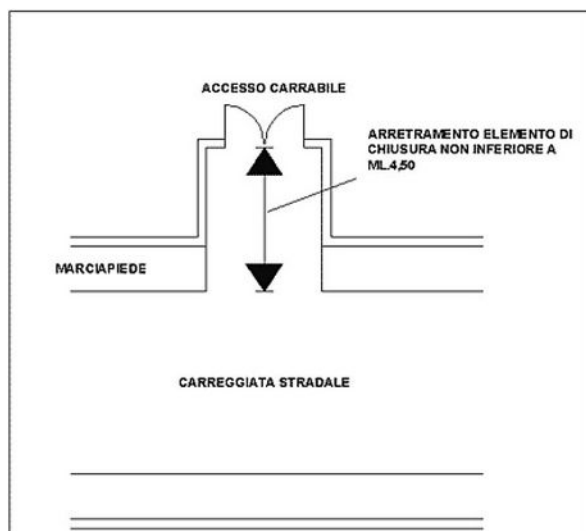 ACCESSO CARRABILE
ARRETRAMENTO ELEMENTO DI
CHIUSURA NON INFERIORE A
ML.4,50
MARCIAPIEDE
CARREGGIATA STRADALE